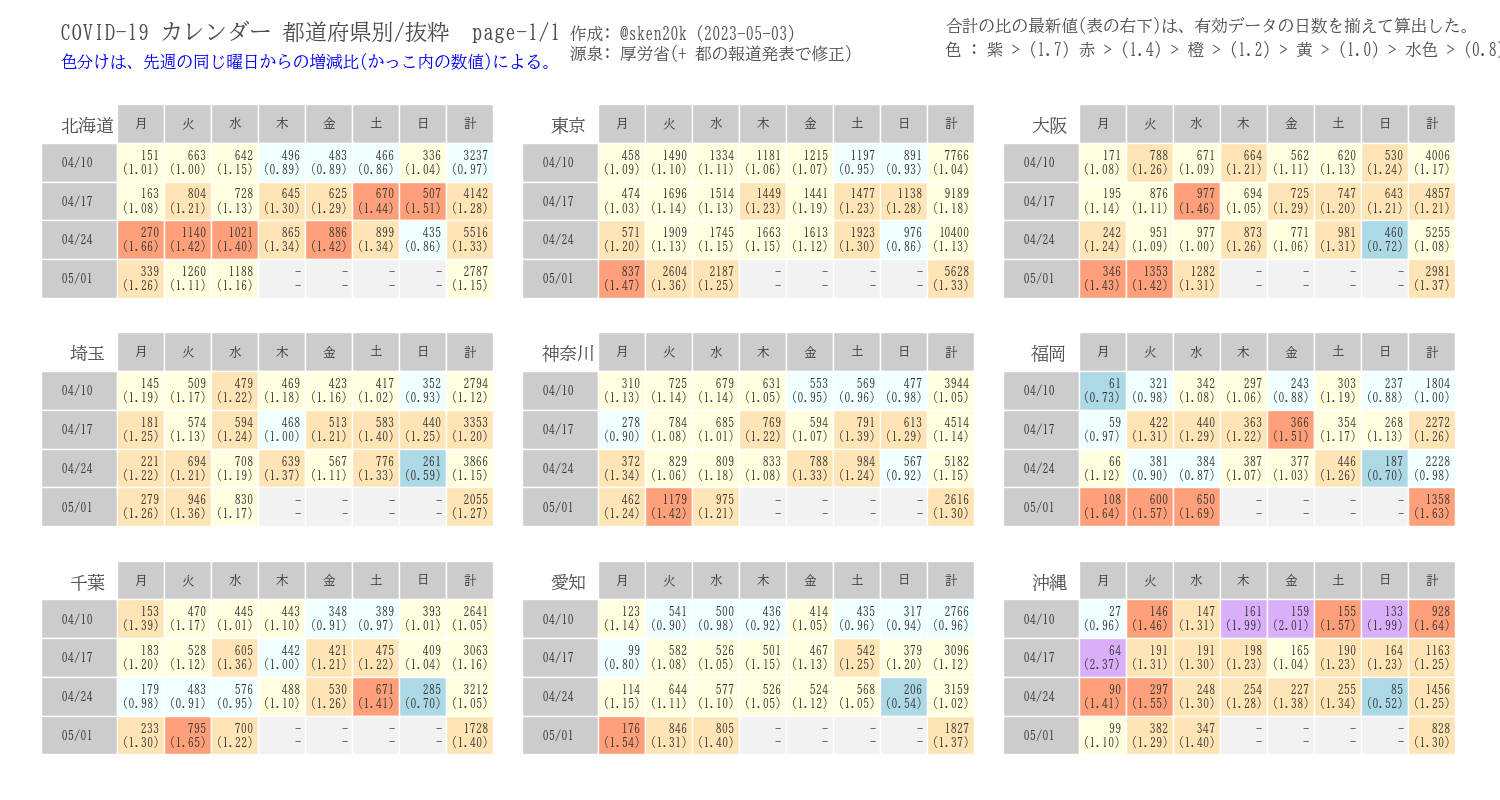 COVID-19 カレンダー 都道府県別/抜粋 page-1/1
色分けは、先週の同じ曜日からの増減比(かっこ内の数値)による。
作成: @sken20k (2023-05-03)
源泉: 厚労省(+ 都の報道発表で修正)
合計の比の最新値(表の右下)は、有効データの日数を揃えて算出した。
色 : 紫 > (1.7) 赤 > (1.4) > 橙 > (1.2) > 黄 > (1.0) > 水色 > (0.8)
北海道 月 火 水 木 金 土 日 計
04/10 151 663 642 496 483 466 336 3237
(1.01) (1.00) (1.15) (0.89) (0.89) (0.86) (1.04) (0.97)
04/17 163 804 728 645 625 670 507 4142
(1.08) (1.21) (1.13) (1.30) (1.29) (1.44) (1.51) (1.28)
04/24 270 1140 1021 865 886 899 435 5516
(1.66) (1.42) (1.40) (1.34) (1.42) (1.34) (0.86) (1.33)
05/01 339 1260 1188 - - - - 2787
(1.26) (1.11) (1.16) - - - - (1.15)
東京 月 火 水 木 金 土 日 計
04/10 458 1490 1334 1181 1215 1197 891 7766
(1.09) (1.10) (1.11) (1.06) (1.07) (0.95) (0.93) (1.04)
04/17 474 1696 1514 1449 1441 1477 1138 9189
(1.03) (1.14) (1.13) (1.23) (1.19) (1.23) (1.28) (1.18)
04/24 571 1909 1745 1663 1613 1923 976 10400
(1.20) (1.13) (1.15) (1.15) (1.12) (1.30) (0.86) (1.13)
05/01 837 2604 2187 - - - - 5628
(1.47) (1.36) (1.25) - - - - (1.33)
大阪 月 火 水 木 金 土 日 計
04/10 171 788 671 664 562 620 530 4006
(1.08) (1.26) (1.09) (1.21) (1.11) (1.13) (1.24) (1.17)
04/17 195 876 977 694 725 747 643 4857
(1.14) (1.11) (1.46) (1.05) (1.29) (1.20) (1.21) (1.21)
04/24 242 951 977 873 771 981 460 5255
(1.24) (1.09) (1.00) (1.26) (1.06) (1.31) (0.72) (1.08)
05/01 346 1353 1282 - - - - 2981
(1.43) (1.42) (1.31) - - - - (1.37)
埼玉 月 火 水 木 金 土 日 計
04/10 145 509 479 469 423 417 352 2794
(1.19) (1.17) (1.22) (1.18) (1.16) (1.02) (0.93) (1.12)
04/17 181 574 594 468 513 583 440 3353
(1.25) (1.13) (1.24) (1.00) (1.21) (1.40) (1.25) (1.20)
04/24 221 694 708 639 567 776 261 3866
(1.22) (1.21) (1.19) (1.37) (1.11) (1.33) (0.59) (1.15)
05/01 279 946 830 - - - - 2055
(1.26) (1.36) (1.17) - - - - (1.27)
神奈川 月 火 水 木 金 土 日 計
04/10 310 725 679 631 553 569 477 3944
(1.13) (1.14) (1.14) (1.05) (0.95) (0.96) (0.98) (1.05)
04/17 278 784 685 769 594 791 613 4514
(0.90) (1.08) (1.01) (1.22) (1.07) (1.39) (1.29) (1.14)
04/24 372 829 809 833 788 984 567 5182
(1.34) (1.06) (1.18) (1.08) (1.33) (1.24) (0.92) (1.15)
05/01 462 1179 975 - - - - 2616
(1.24) (1.42) (1.21) - - - - (1.30)
福岡 月 火 水 木 金 土 日 計
04/10 61 321 342 297 243 303 237 1804
(0.73) (0.98) (1.08) (1.06) (0.88) (1.19) (0.88) (1.00)
04/17 59 422 440 363 366 354 268 2272
(0.97) (1.31) (1.29) (1.22) (1.51) (1.17) (1.13) (1.26)
04/24 66 381 384 387 377 446 187 2228
(1.12) (0.90) (0.87) (1.07) (1.03) (1.26) (0.70) (0.98)
05/01 108 600 650 - - - - 1358
(1.64) (1.57) (1.69) - - - - (1.63)
千葉 月 火 水 木 金 土 日 計
04/10 153 470 445 443 348 389 393 2641
(1.39) (1.17) (1.01) (1.10) (0.91) (0.97) (1.01) (1.05)
04/17 183 528 605 442 421 475 409 3063
(1.20) (1.12) (1.36) (1.00) (1.21) (1.22) (1.04) (1.16)
04/24 179 483 576 488 530 671 285 3212
(0.98) (0.91) (0.95) (1.10) (1.26) (1.41) (0.70) (1.05)
05/01 233 795 700 - - - - 1728
(1.30) (1.65) (1.22) - - - - (1.40)
愛知 月 火 水 木 金 土 日 計
04/10 123 541 500 436 414 435 317 2766
(1.14) (0.90) (0.98) (0.92) (1.05) (0.96) (0.94) (0.96)
04/17 99 582 526 501 467 542 379 3096
(0.80) (1.08) (1.05) (1.15) (1.13) (1.25) (1.20) (1.12)
04/24 114 644 577 526 524 568 206 3159
(1.15) (1.11) (1.10) (1.05) (1.12) (1.05) (0.54) (1.02)
05/01 176 846 805 - - - - 1827
(1.54) (1.31) (1.40) - - - - (1.37)
沖縄 月 火 水 木 金 土 日 計
04/10 27 146 147 161 159 155 133 928
(0.96) (1.46) (1.31) (1.99) (2.01) (1.57) (1.99) (1.64)
04/17 64 191 191 198 165 190 164 1163
(2.37) (1.31) (1.30) (1.23) (1.04) (1.23) (1.23) (1.25)
04/24 90 297 248 254 227 255 85 1456
(1.41) (1.55) (1.30) (1.28) (1.38) (1.34) (0.52) (1.25)
05/01 99 382 347 - - - - 828
(1.10) (1.29) (1.40) - - - - (1.30)